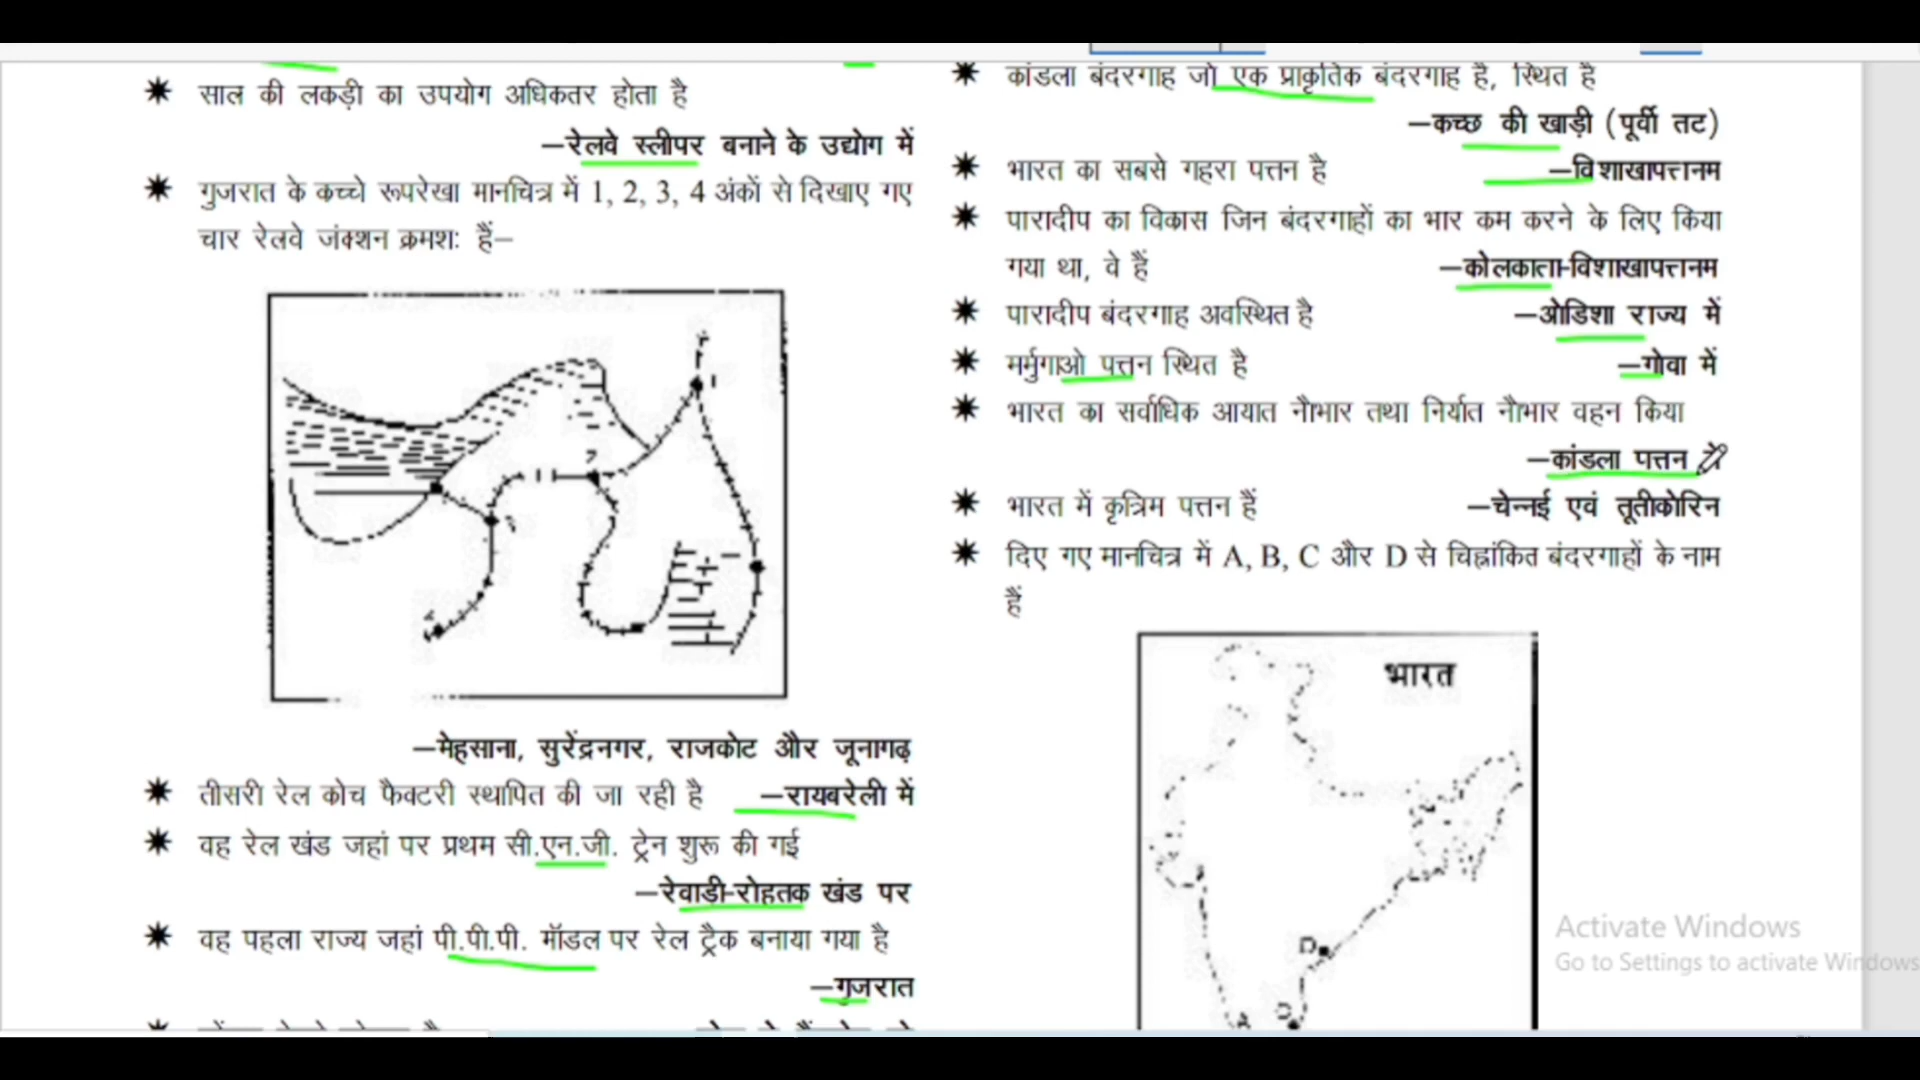 ✷ साल की लकड़ी का उपयोग अधिकतर होता है
–रेलवे स्लीपर बनाने के उद्योग में
✷ गुजरात के कच्चे रूपरेखा मानचित्र में 1, 2, 3, 4 अंकों से दिखाए गए
चार रेलवे जंक्शन क्रमशः हैं–
1
2
–मेहसाना, सुरेंद्रनगर, राजकोट और जूनागढ़
✷ तीसरी रेल कोच फैक्टरी स्थापित की जा रही है –रायबरेली में
✷ वह रेल खंड जहां पर प्रथम सी.एन.जी. ट्रेन शुरू की गई
–रेवाड़ी-रोहतक खंड पर
✷ वह पहला राज्य जहां पी.पी.पी. मॉडल पर रेल ट्रैक बनाया गया है
–गुजरात
✷ कांडला बंदरगाह जो एक प्राकृतिक बंदरगाह है, स्थित है
–कच्छ की खाड़ी (पूर्वी तट)
✷ भारत का सबसे गहरा पत्तन है –विशाखापत्तनम
✷ पारादीप का विकास जिन बंदरगाहों का भार कम करने के लिए किया
गया था, वे हैं –कोलकाता-विशाखापत्तनम
✷ पारादीप बंदरगाह अवस्थित है –ओडिशा राज्य में
✷ मर्मुगाओ पत्तन स्थित है –गोवा में
✷ भारत का सर्वाधिक आयात नौभार तथा निर्यात नौभार वहन किया
–कांडला पत्तन
✷ भारत में कृत्रिम पत्तन हैं –चेन्नई एवं तूतीकोरिन
✷ दिए गए मानचित्र में A, B, C और D से चिह्नांकित बंदरगाहों के नाम
हैं
भारत
D
A
Activate Windows
Go to Settings to activate Windows